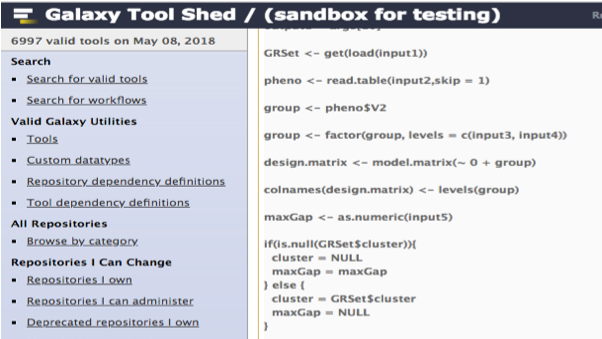 Galaxy Tool Shed / (sandbox for testing)
6997 valid tools on May 08, 2018
Search
Search for valid tools
Search for workflows
Valid Galaxy Utilities
Tools
Custom datatypes
Repository dependency definitions
Tool dependency definitions
All Repositories
Browse by category
Repositories I Can Change
Repositories I own
Repositories I can administer
Deprecated repositories I own
GRSet <- get(load(input1))
pheno <- read.table(input2,skip = 1)
group <- pheno$V2
group <- factor(group, levels = c(input3, input4))
design.matrix <- model.matrix(~ 0 + group)
colnames(design.matrix) <- levels(group)
maxGap <- as.numeric(input5)
if(is.null(GRSet$cluster)){
cluster = NULL
maxGap = maxGap
} else {
cluster = GRSet$cluster
maxGap = NULL
}